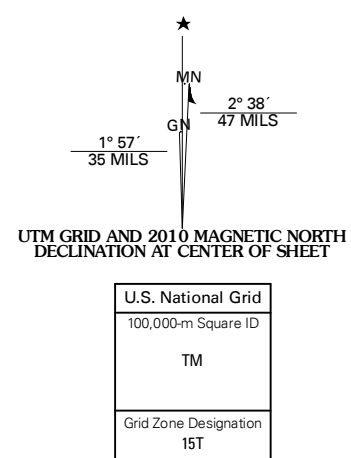 MN
GN
2° 38´
47 MILS
1° 57´
35 MILS
UTM GRID AND 2010 MAGNETIC NORTH
DECLINATION AT CENTER OF SHEET
U.S. National Grid
100,000-m Square ID
TM
Grid Zone Designation
15T